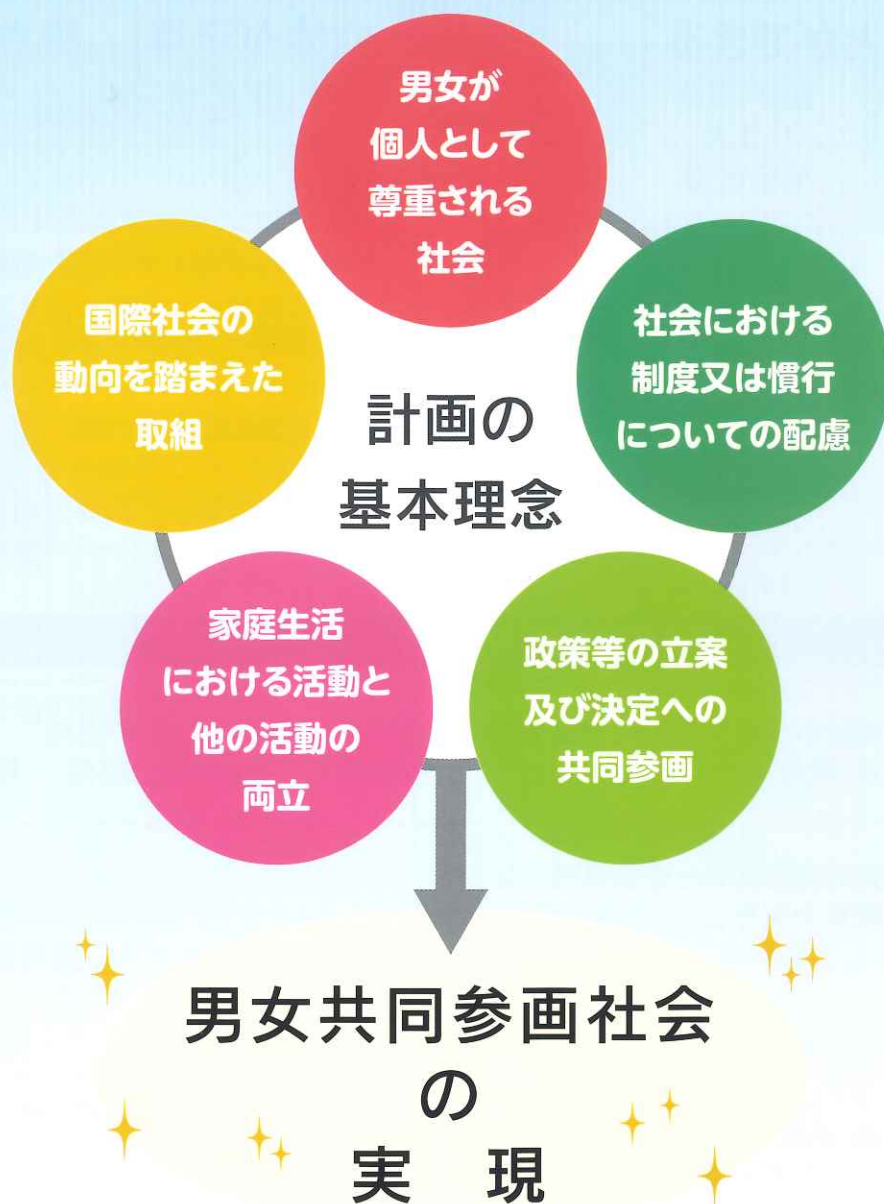 男女が
個人として
尊重される
社会
国際社会の
動向を踏まえた
取組
社会における
制度又は慣行
についての配慮
計画の
基本理念
家庭生活
における活動と
他の活動の
両立
政策等の立案
及び決定への
共同参画
男女共同参画社会
の
実　現